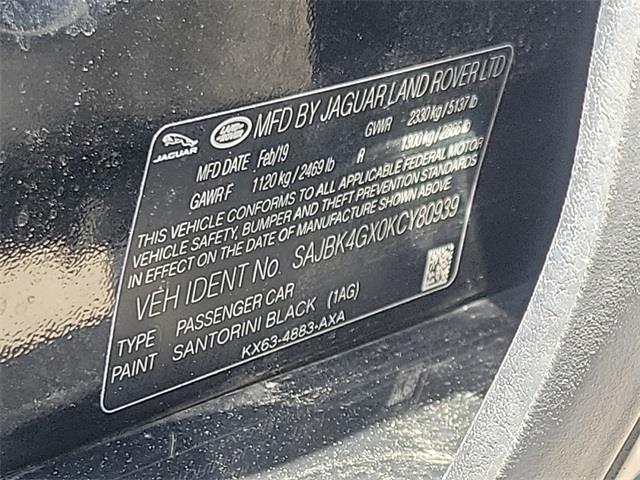 JAGUAR LAND ROVER MFD BY JAGUAR LAND ROVER LTD
MFD DATE Feb/19 GVWR 2330 kg / 5137 lb
GAWR F 1120 kg / 2469 lb R 1300 kg / 2866 lb
THIS VEHICLE CONFORMS TO ALL APPLICABLE FEDERAL MOTOR
VEHICLE SAFETY, BUMPER AND THEFT PREVENTION STANDARDS
IN EFFECT ON THE DATE OF MANUFACTURE SHOWN ABOVE
VEH IDENT No. SAJBK4GX0KCY80939
TYPE PASSENGER CAR
PAINT SANTORINI BLACK (1AG)
KX63-4883-AXA